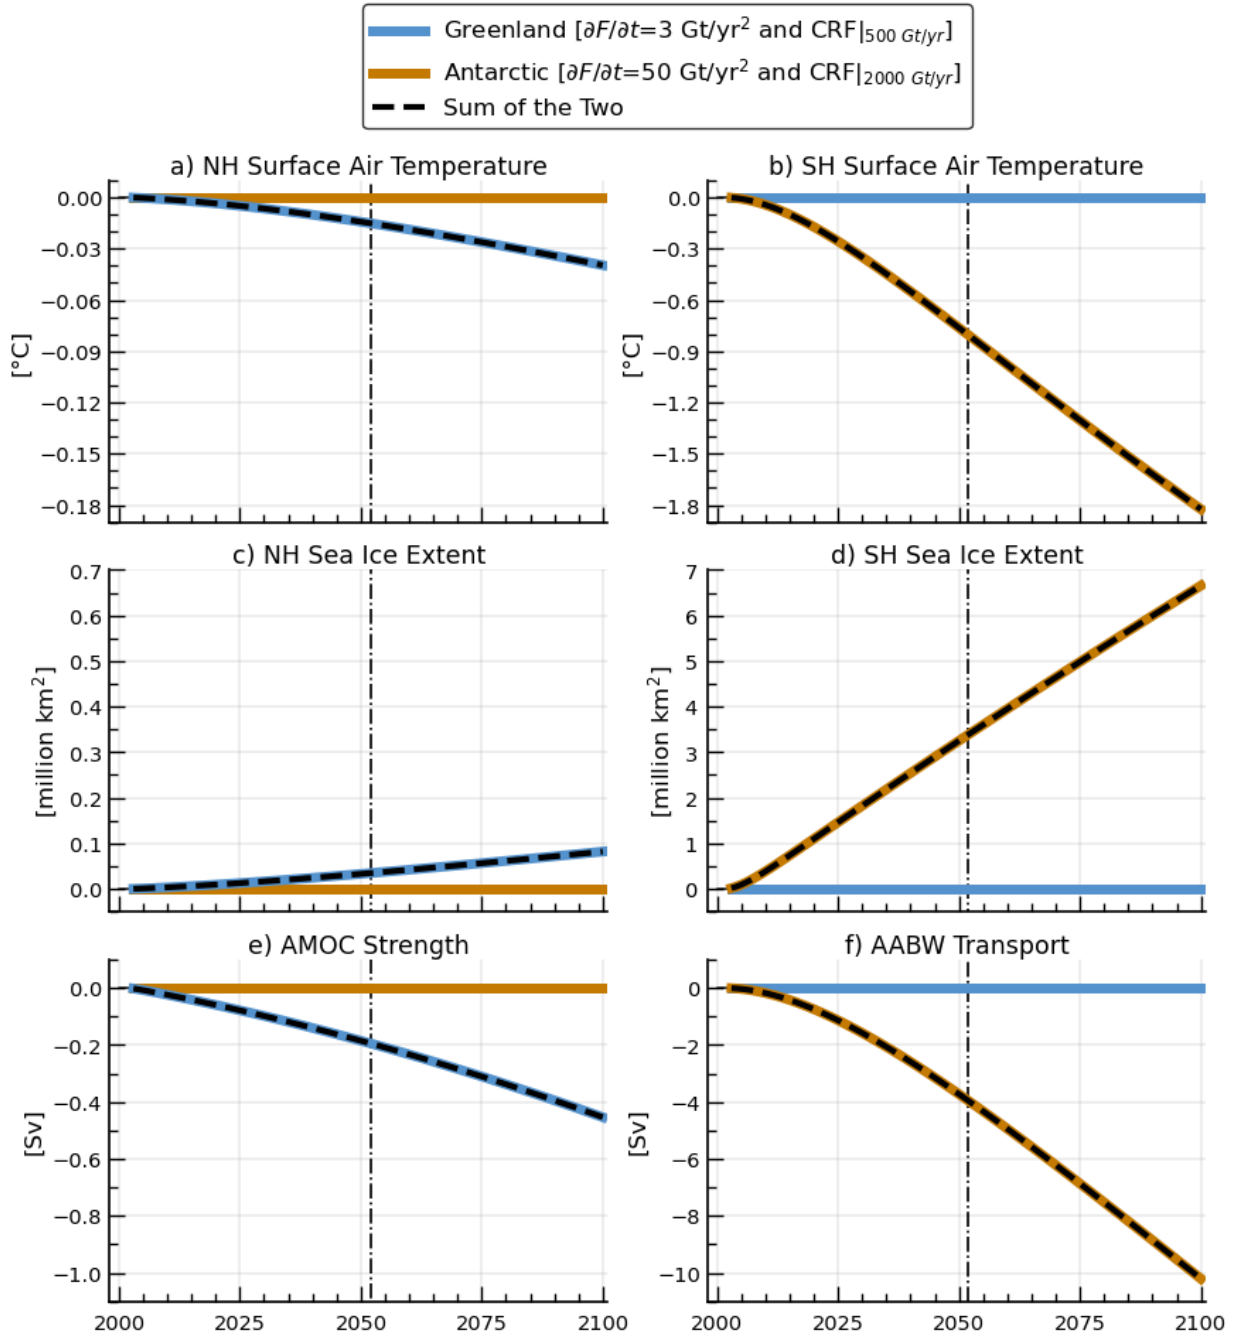 Greenland [∂F/∂t=3 Gt/yr² and CRF|500 Gt/yr]
Antarctic [∂F/∂t=50 Gt/yr² and CRF|2000 Gt/yr]
Sum of the Two
a) NH Surface Air Temperature
0.00
−0.03
−0.06
−0.09
−0.12
−0.15
−0.18
[°C]
b) SH Surface Air Temperature
0.0
−0.3
−0.6
−0.9
−1.2
−1.5
−1.8
[°C]
c) NH Sea Ice Extent
0.7
0.6
0.5
0.4
0.3
0.2
0.1
0.0
[million km²]
d) SH Sea Ice Extent
7
6
5
4
3
2
1
0
[million km²]
e) AMOC Strength
0.0
−0.2
−0.4
−0.6
−0.8
−1.0
[Sv]
2000 2025 2050 2075 2100
f) AABW Transport
0
−2
−4
−6
−8
−10
[Sv]
2000 2025 2050 2075 2100